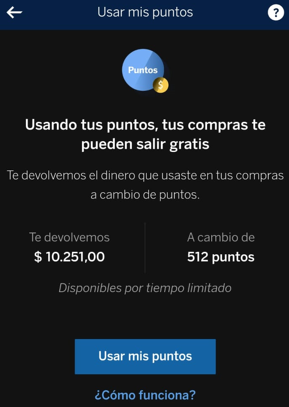 Usar mis puntos
?
Puntos
$
Usando tus puntos, tus compras te
pueden salir gratis
Te devolvemos el dinero que usaste en tus compras
a cambio de puntos.
Te devolvemos
$ 10.251,00
A cambio de
512 puntos
Disponibles por tiempo limitado
Usar mis puntos
¿Cómo funciona?